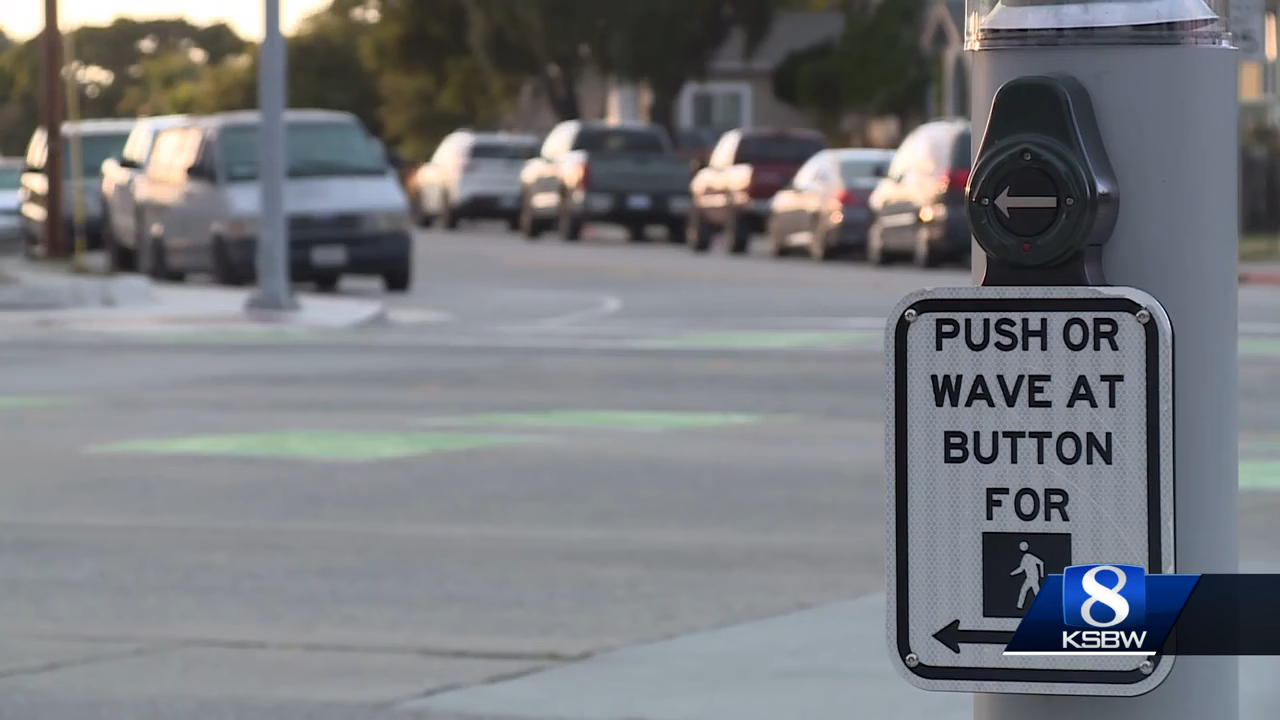 PUSH OR
WAVE AT
BUTTON
FOR
8
KSBW